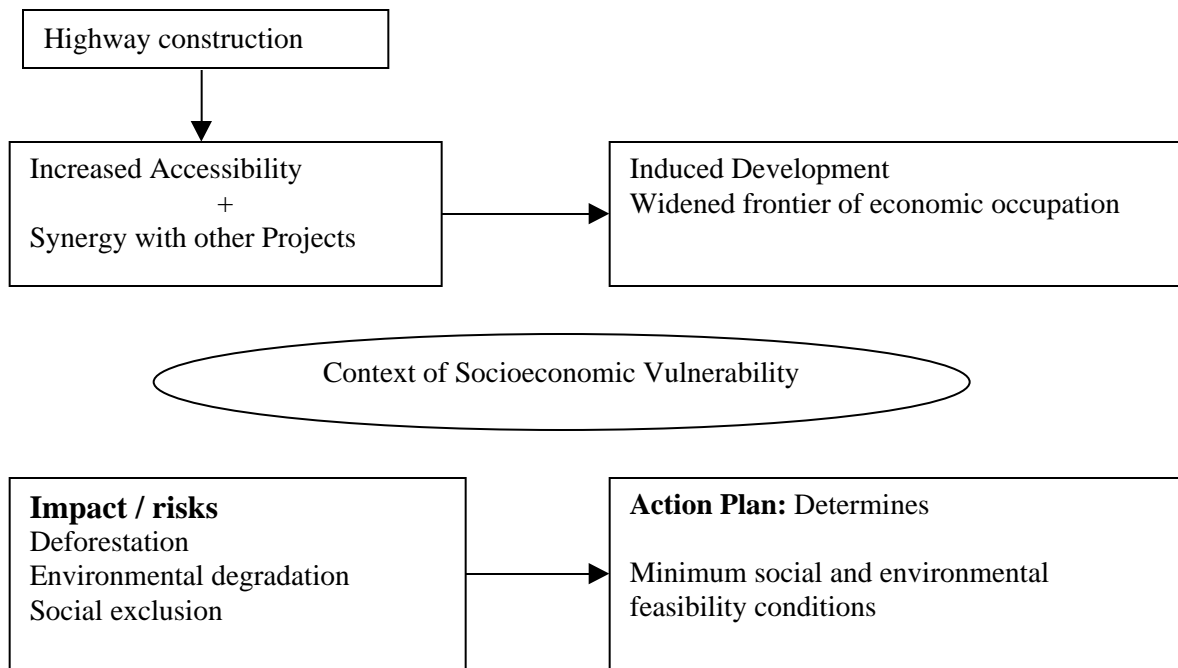 Highway construction
Increased Accessibility
+
Synergy with other Projects
Induced Development
Widened frontier of economic occupation
Context of Socioeconomic Vulnerability
Impact / risks
Deforestation
Environmental degradation
Social exclusion
Action Plan: Determines
Minimum social and environmental
feasibility conditions